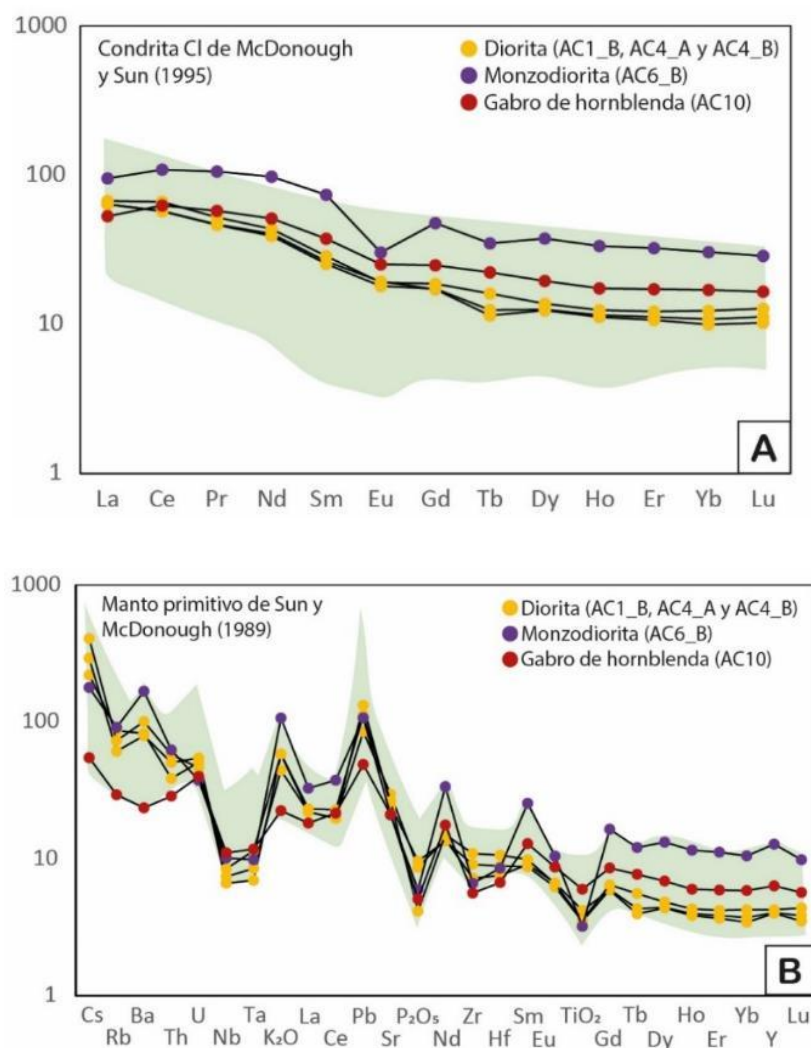 1000
Condrita Cl de McDonough
y Sun (1995)
Diorita (AC1_B, AC4_A y AC4_B)
Monzodiorita (AC6_B)
Gabro de hornblenda (AC10)
100
10
1
A
La Ce Pr Nd Sm Eu Gd Tb Dy Ho Er Yb Lu
1000
Manto primitivo de Sun y
McDonough (1989)
Diorita (AC1_B, AC4_A y AC4_B)
Monzodiorita (AC6_B)
Gabro de hornblenda (AC10)
100
10
1
B
Cs Ba U Ta La Pb P₂O₅ Zr Sm TiO₂ Tb Ho Yb Lu
Rb Th Nb K₂O Ce Sr Nd Hf Eu Gd Dy Er Y